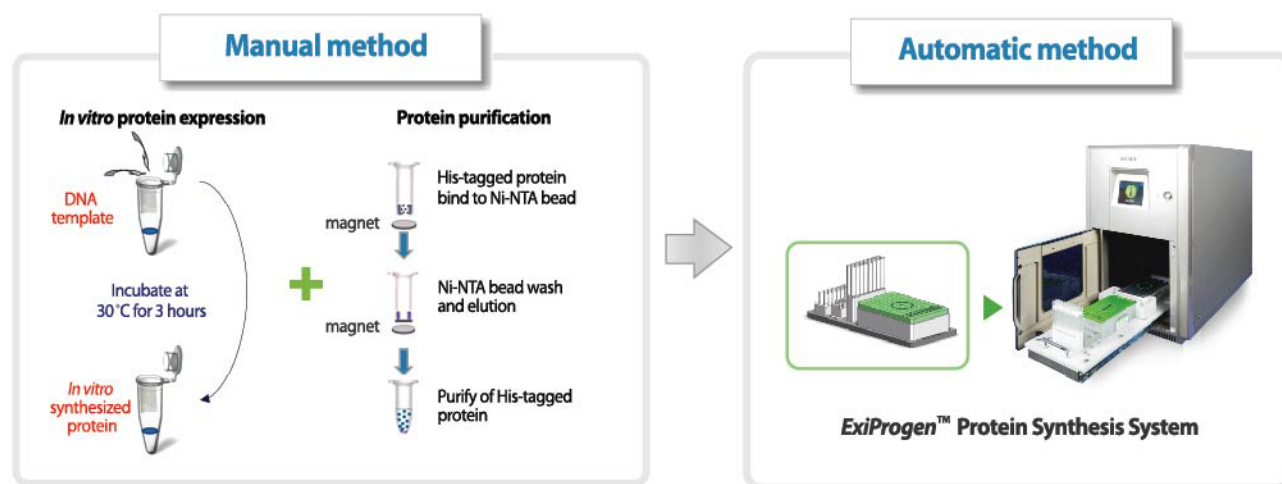 Manual method
In vitro protein expression
DNA
template
Incubate at
30˚C for 3 hours
In vitro
synthesized
protein
Protein purification
His-tagged protein
bind to Ni-NTA bead
magnet
Ni-NTA bead wash
and elution
magnet
Purify of His-tagged
protein
Automatic method
ExiProgen™ Protein Synthesis System